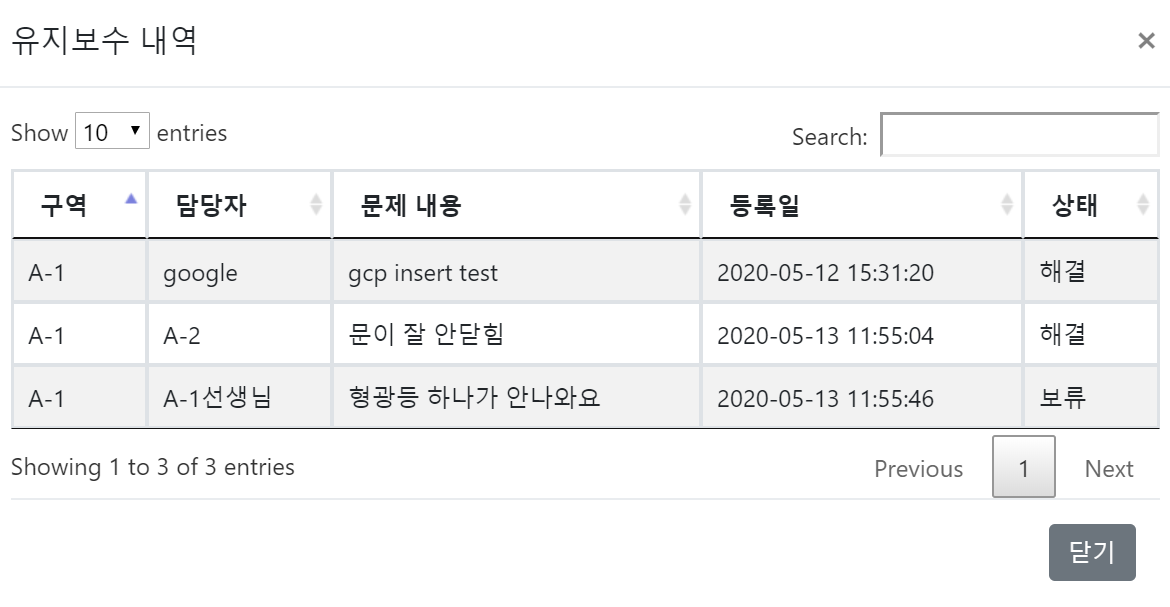 유지보수 내역 ×
Show 10 entries Search:
구역 담당자 문제 내용 등록일 상태
A-1 google gcp insert test 2020-05-12 15:31:20 해결
A-1 A-2 문이 잘 안닫힘 2020-05-13 11:55:04 해결
A-1 A-1선생님 형광등 하나가 안나와요 2020-05-13 11:55:46 보류
Showing 1 to 3 of 3 entries Previous 1 Next
닫기